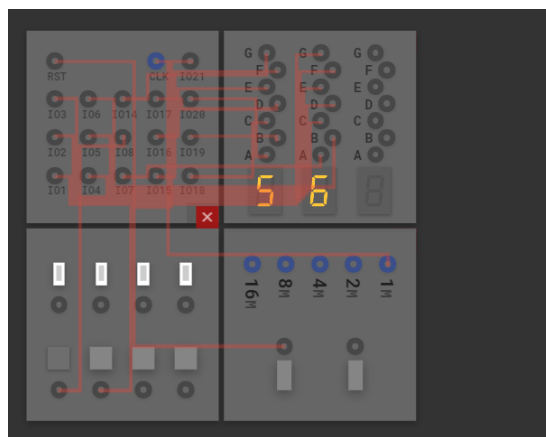 RST CLK IO21
IO3 IO6 IO14 IO17 IO20
IO2 IO5 IO8 IO16 IO19
IO1 IO4 IO7 IO15 IO18
G G G
F F F
E E E
D D D
C C C
B B B
A A A
5 6
16M 8M 4M 2M 1M